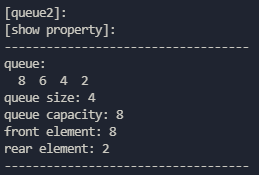 [queue2]:
[show property]:
-----------------------------------
queue:
  8  6  4  2
queue size: 4
queue capacity: 8
front element: 8
rear element: 2
-----------------------------------